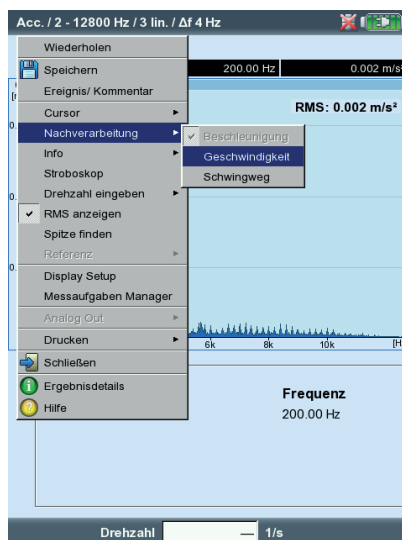 Acc. / 2 - 12800 Hz / 3 lin. / Δf 4 Hz
Wiederholen
Speichern
200.00 Hz
0.002 m/s²
Ereignis/ Kommentar
RMS: 0.002 m/s²
Cursor
Nachverarbeitung
Beschleunigung
Info
Geschwindigkeit
Stroboskop
Schwingweg
Drehzahl eingeben
RMS anzeigen
Spitze finden
Referenz
Display Setup
Messaufgaben Manager
Analog Out
Drucken
6k 8k 10k [H
Schließen
Ergebnisdetails
Frequenz
Hilfe
200.00 Hz
Drehzahl — 1/s